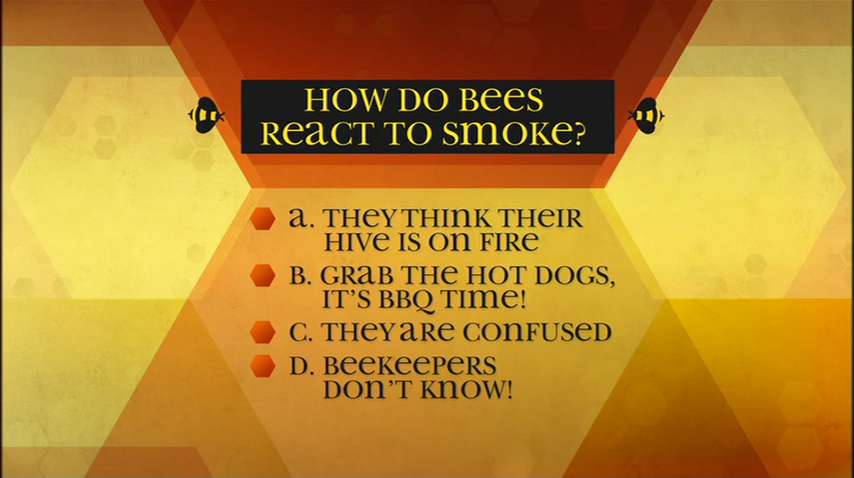 HOW DO BEES
REACT TO SMOKE?
a. THEY THINK THEIR
HIVE IS ON FIRE
B. GRAB THE HOT DOGS,
IT'S BBQ TIME!
C. THEY ARE CONFUSED
D. BEEKEEPERS
DON'T KNOW!